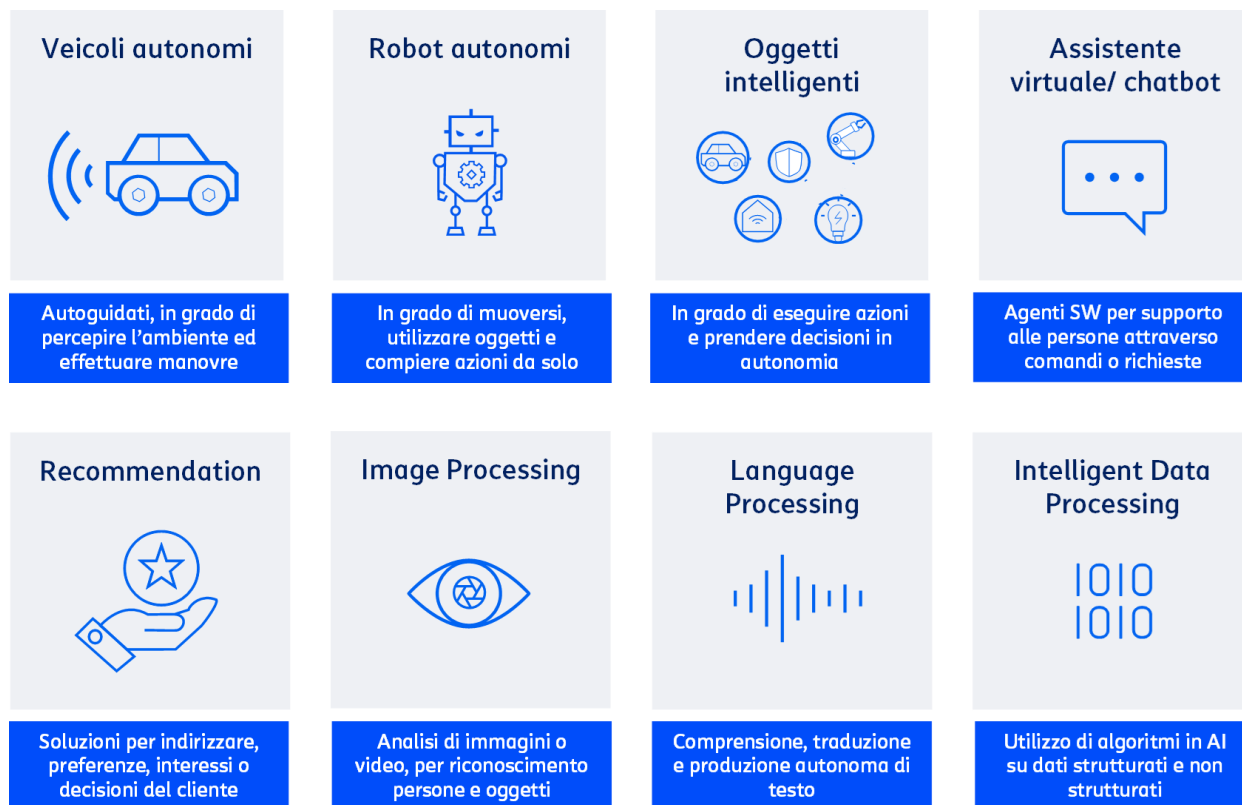 Veicoli autonomi
Robot autonomi
Oggetti
intelligenti
Assistente
virtuale/ chatbot
Autoguidati, in grado di
percepire l'ambiente ed
effettuare manovre
In grado di muoversi,
utilizzare oggetti e
compiere azioni da solo
In grado di eseguire azioni
e prendere decisioni in
autonomia
Agenti SW per supporto
alle persone attraverso
comandi o richieste
Recommendation
Image Processing
Language
Processing
Intelligent Data
Processing
1010
1010
Soluzioni per indirizzare,
preferenze, interessi o
decisioni del cliente
Analisi di immagini o
video, per riconoscimento
persone e oggetti
Comprensione, traduzione
e produzione autonoma di
testo
Utilizzo di algoritmi in AI
su dati strutturati e non
strutturati